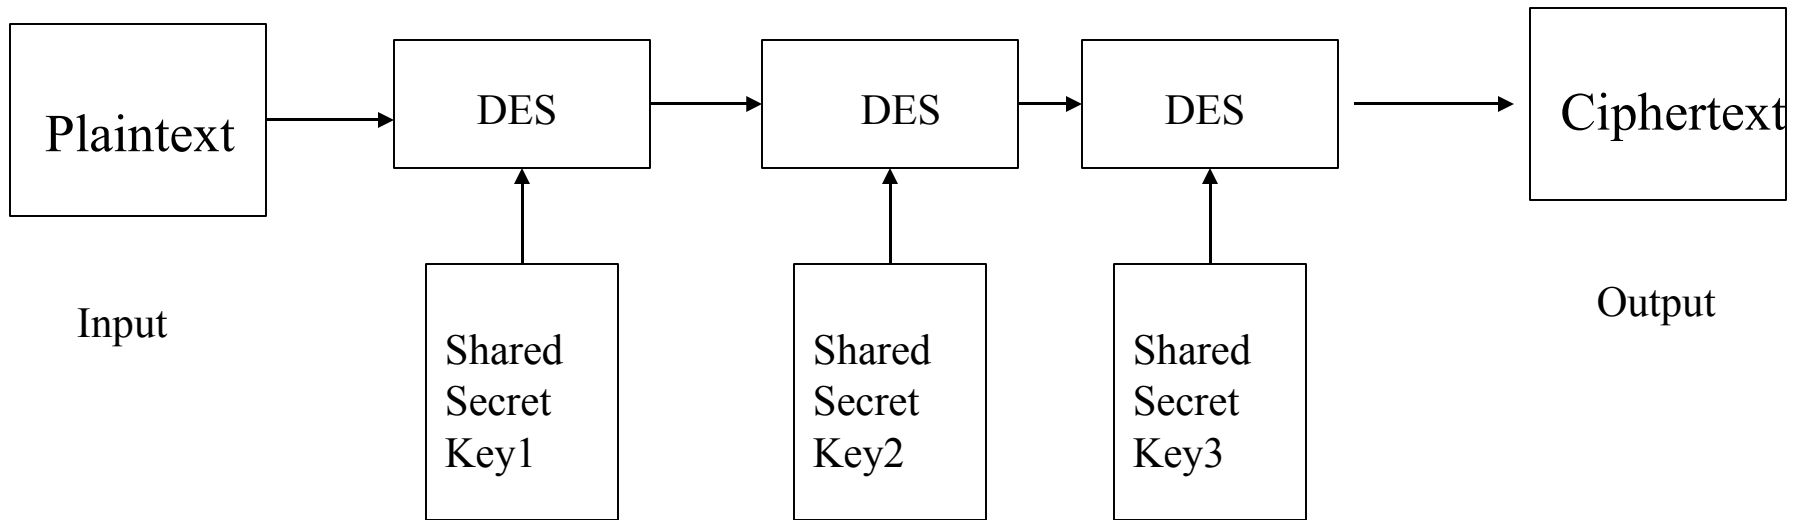 Plaintext
DES
DES
DES
Ciphertext
Input
Shared
Secret
Key1
Shared
Secret
Key2
Shared
Secret
Key3
Output